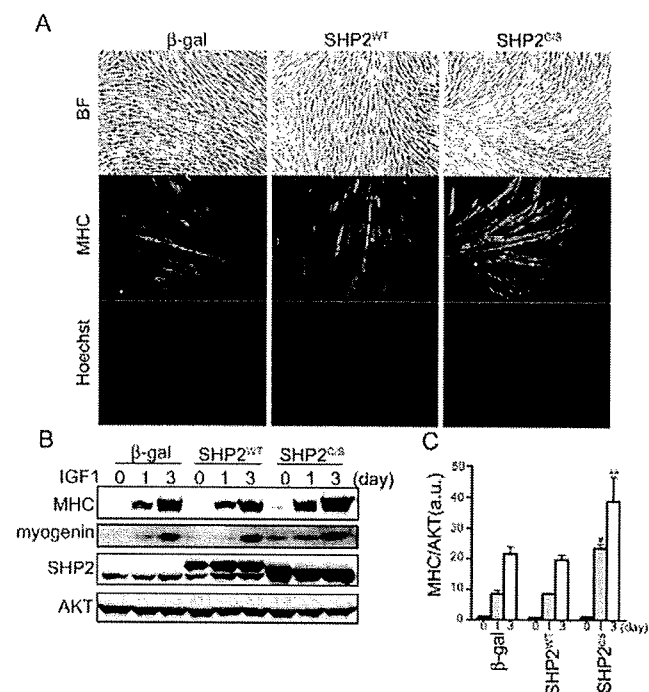 A
β-gal SHP2WT SHP2C/S
BF
MHC
Hoechst
B
β-gal SHP2WT SHP2C/S
IGF1 0 1 3 0 1 3 0 1 3 (day)
MHC
myogenin
SHP2
AKT
C
MHC/AKT(a.u.)
50
40
30
20
10
0
** **
0 1 3 0 1 3 0 1 3 (day)
β-gal SHP2WT SHP2CS